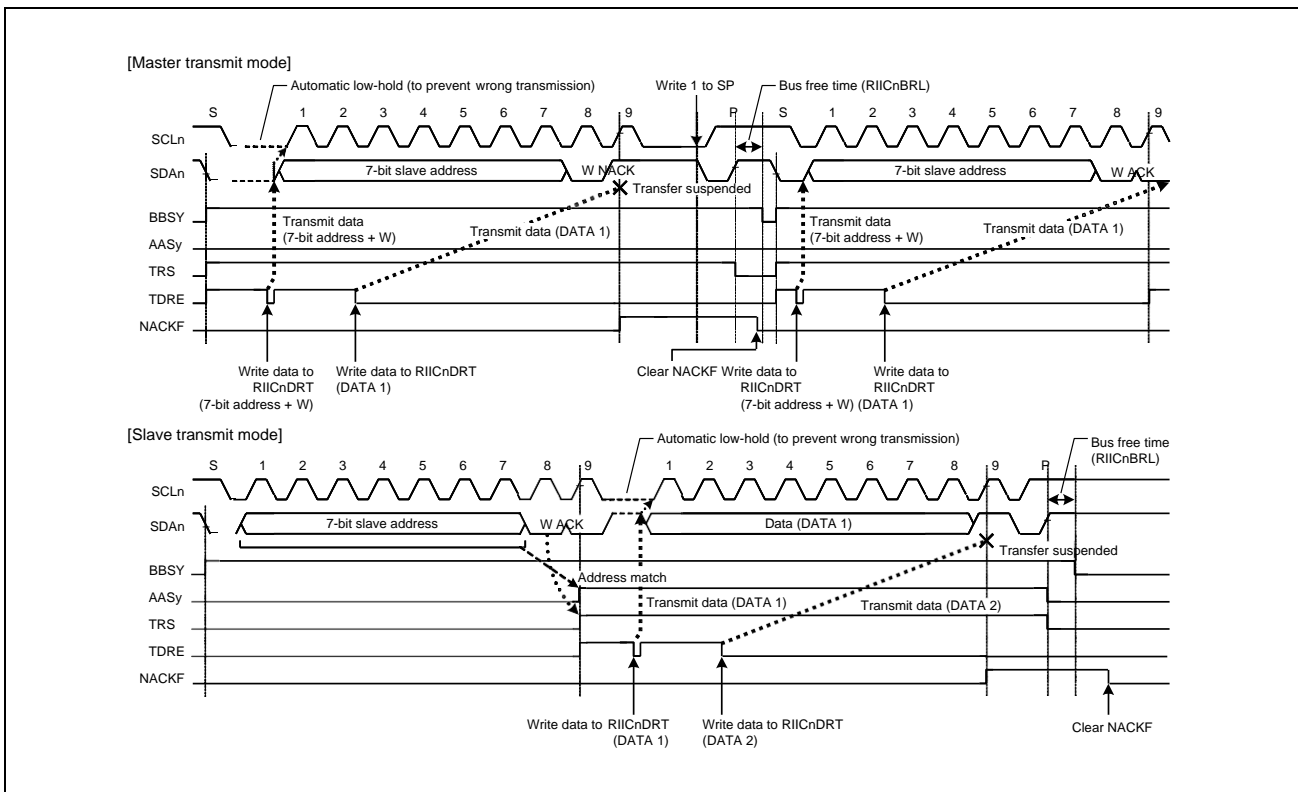 [Master transmit mode]
Automatic low-hold (to prevent wrong transmission)
Write 1 to SP
Bus free time (RIICnBRL)
S 1 2 3 4 5 6 7 8 9 P S 1 2 3 4 5 6 7 8 9
SCLn
SDAn
7-bit slave address
W NACK
7-bit slave address
W ACK
Transfer suspended
BBSY
Transmit data
(7-bit address + W)
Transmit data (DATA 1)
Transmit data
(7-bit address + W)
Transmit data (DATA 1)
AASy
TRS
TDRE
NACKF
Write data to
RIICnDRT
(7-bit address + W)
Write data to RIICnDRT
(DATA 1)
Clear NACKF
Write data to
RIICnDRT
(7-bit address + W)
Write data to
RIICnDRT
(DATA 1)
[Slave transmit mode]
Automatic low-hold (to prevent wrong transmission)
Bus free time
(RIICnBRL)
S 1 2 3 4 5 6 7 8 9 1 2 3 4 5 6 7 8 9 P
SCLn
SDAn
7-bit slave address
W ACK
Data (DATA 1)
Transfer suspended
BBSY
Address match
AASy
Transmit data (DATA 1)
Transmit data (DATA 2)
TRS
TDRE
NACKF
Write data to RIICnDRT
(DATA 1)
Write data to RIICnDRT
(DATA 2)
Clear NACKF